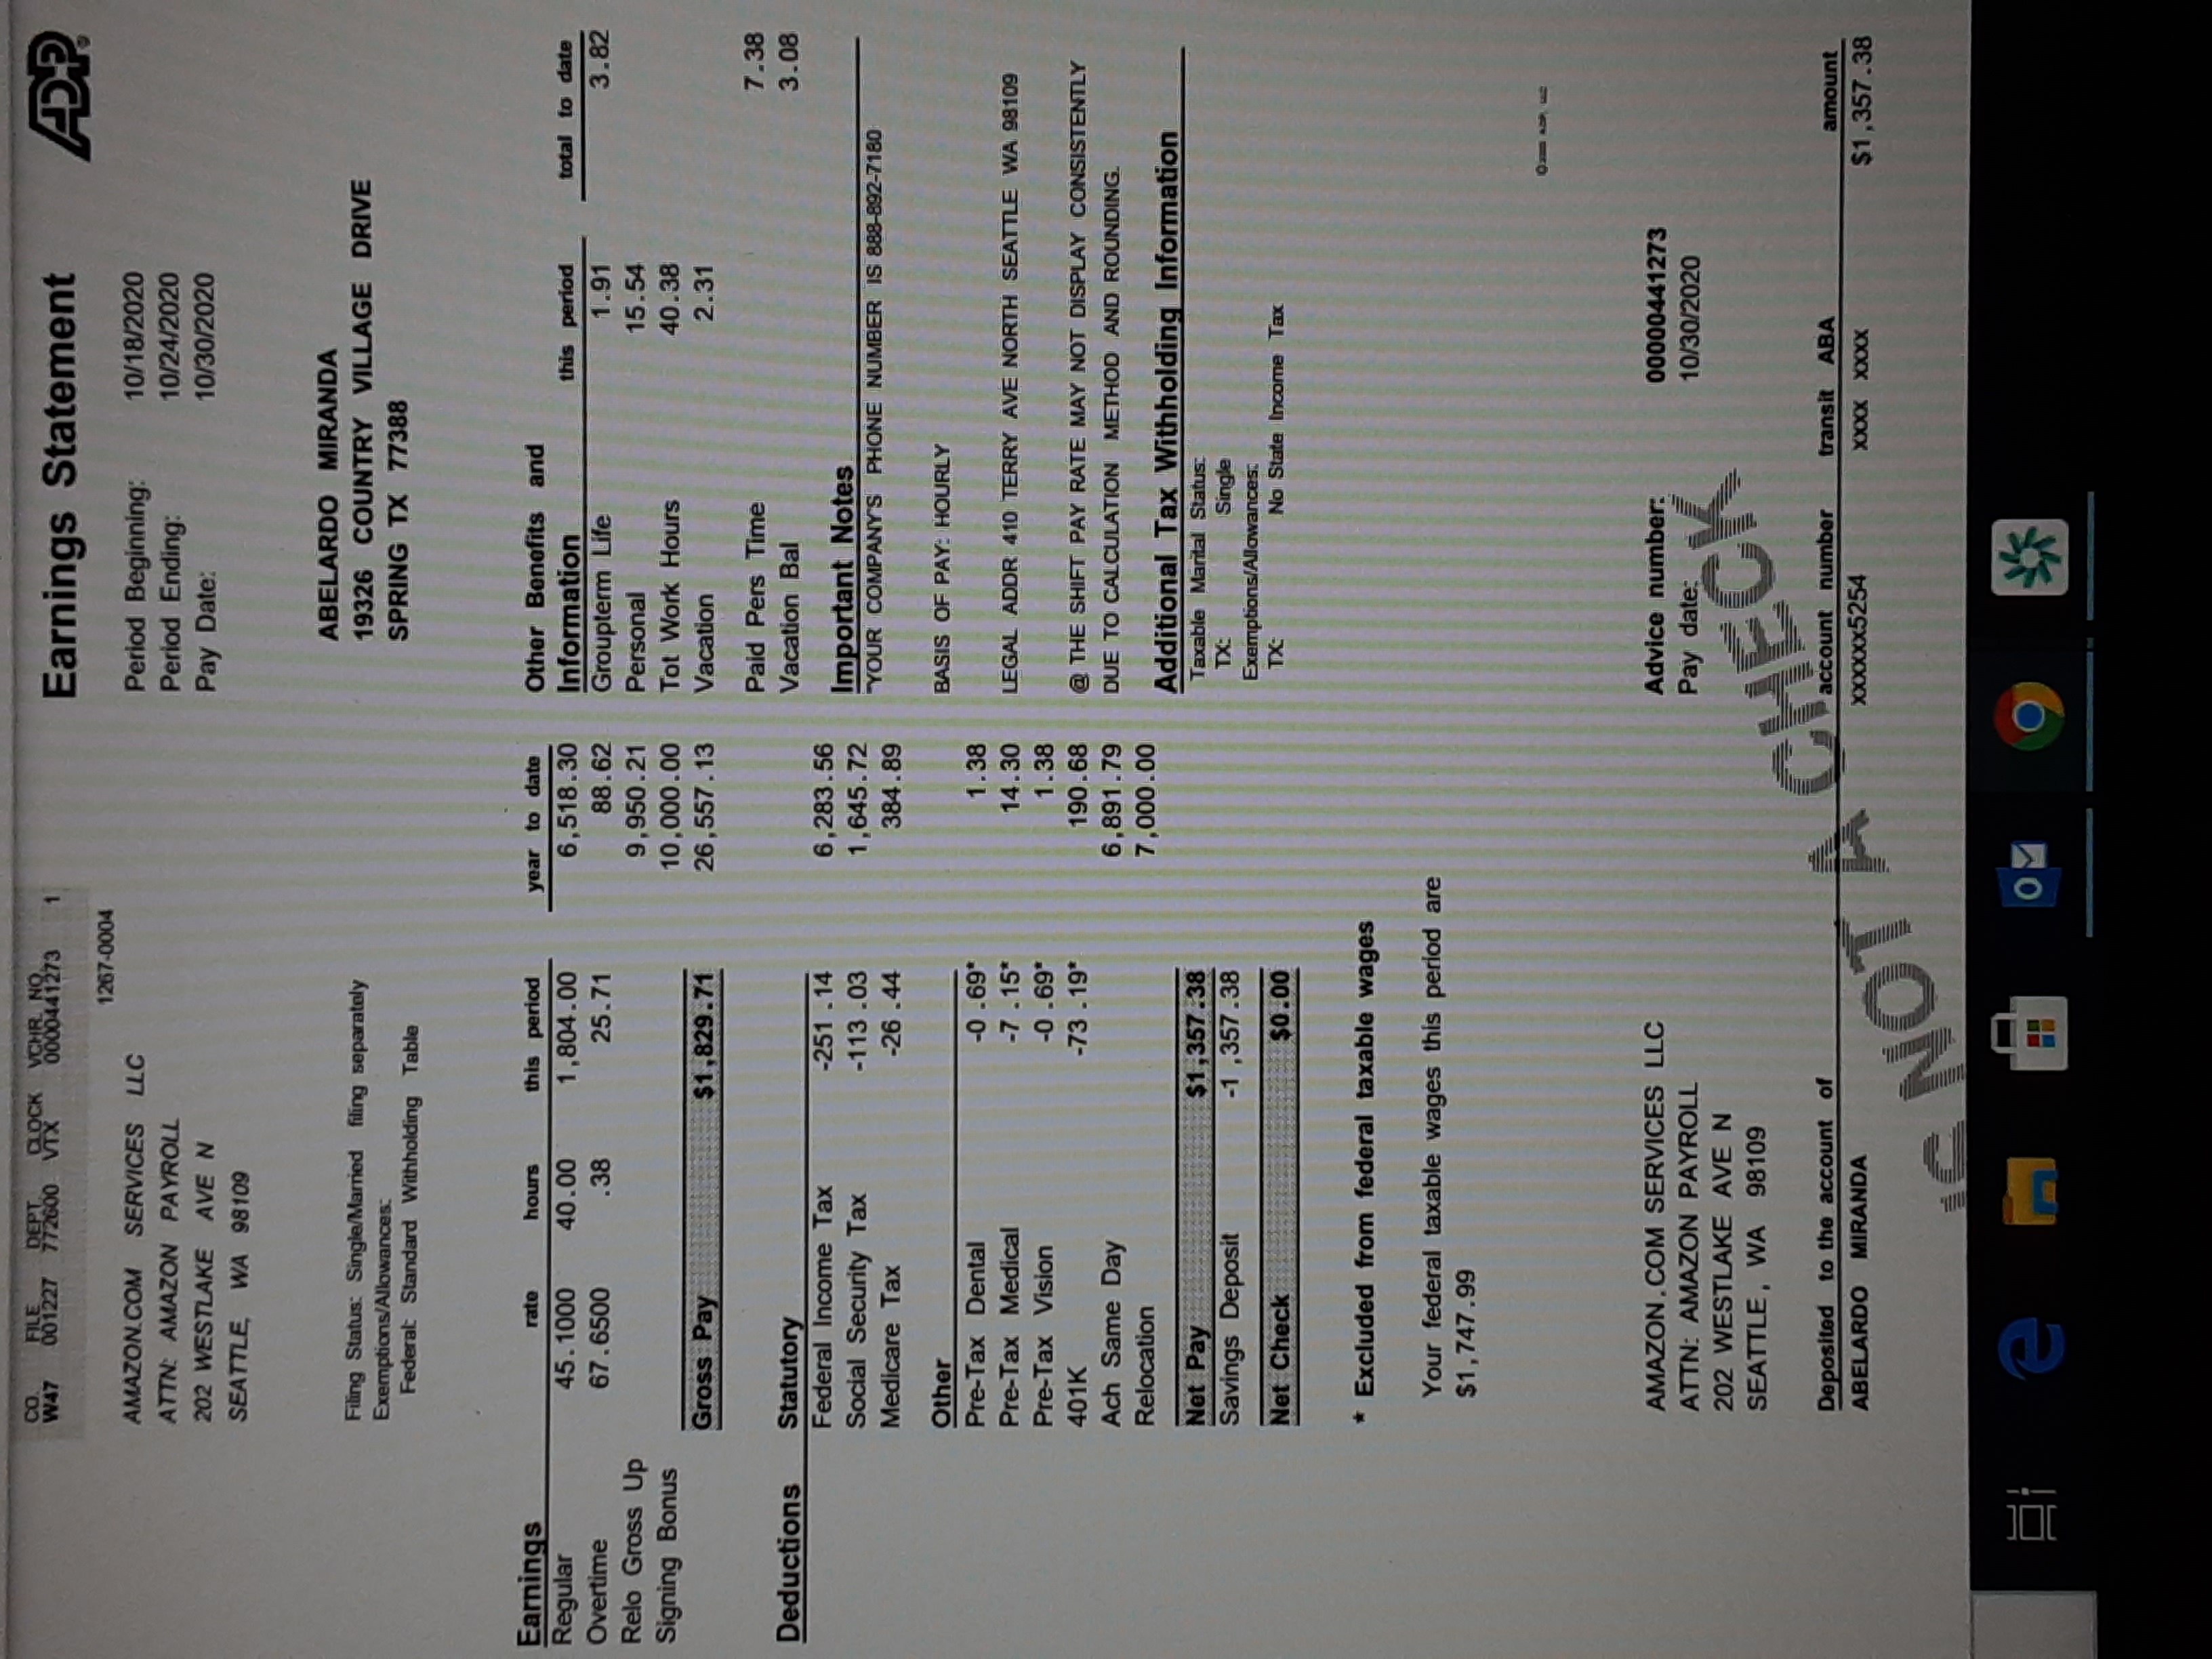 CO. FILE DEPT. CLOCK VCHR. NO.
W47 001227 772600 VTX 0000441273 1
Earnings Statement
ADP
1267-0004
AMAZON.COM SERVICES LLC
ATTN: AMAZON PAYROLL
202 WESTLAKE AVE N
SEATTLE, WA 98109
Period Beginning: 10/18/2020
Period Ending: 10/24/2020
Pay Date: 10/30/2020
Filing Status: Single/Married filing separately
Exemptions/Allowances:
Federal: Standard Withholding Table
ABELARDO MIRANDA
19326 COUNTRY VILLAGE DRIVE
SPRING TX 77388
Earnings rate hours this period year to date
Regular 45.1000 40.00 1,804.00 6,518.30
Overtime 67.6500 .38 25.71 88.62
Relo Gross Up 9,950.21
Signing Bonus 10,000.00
Gross Pay $1,829.71 26,557.13
Deductions Statutory
Federal Income Tax -251 .14 6,283.56
Social Security Tax -113 .03 1,645.72
Medicare Tax -26 .44 384.89
Other
Pre-Tax Dental -0 .69* 1.38
Pre-Tax Medical -7 .15* 14.30
Pre-Tax Vision -0 .69* 1.38
401K -73 .19* 190.68
Ach Same Day 6,891.79
Relocation 7,000.00
Net Pay $1,357.38
Savings Deposit -1 ,357.38
Net Check $0.00
* Excluded from federal taxable wages
Your federal taxable wages this period are
$1,747.99
Other Benefits and
Information this period total to date
Groupterm Life 1.91 3.82
Personal 15.54
Tot Work Hours 40.38
Vacation 2.31
Paid Pers Time 7.38
Vacation Bal 3.08
Important Notes
"YOUR COMPANY'S PHONE NUMBER IS 888-892-7180
BASIS OF PAY: HOURLY
LEGAL ADDR 410 TERRY AVE NORTH SEATTLE WA 98109
@ THE SHIFT PAY RATE MAY NOT DISPLAY CONSISTENTLY
DUE TO CALCULATION METHOD AND ROUNDING.
Additional Tax Withholding Information
Taxable Marital Status:
TX: Single
Exemptions/Allowances:
TX: No State Income Tax
ADP, LLC
AMAZON.COM SERVICES LLC
ATTN: AMAZON PAYROLL
202 WESTLAKE AVE N
SEATTLE, WA 98109
Advice number: 00000441273
Pay date: 10/30/2020
Deposited to the account of account number transit ABA amount
ABELARDO MIRANDA xxxxxx5254 xxxx xxxx $1,357.38
IS NOT A CHECK